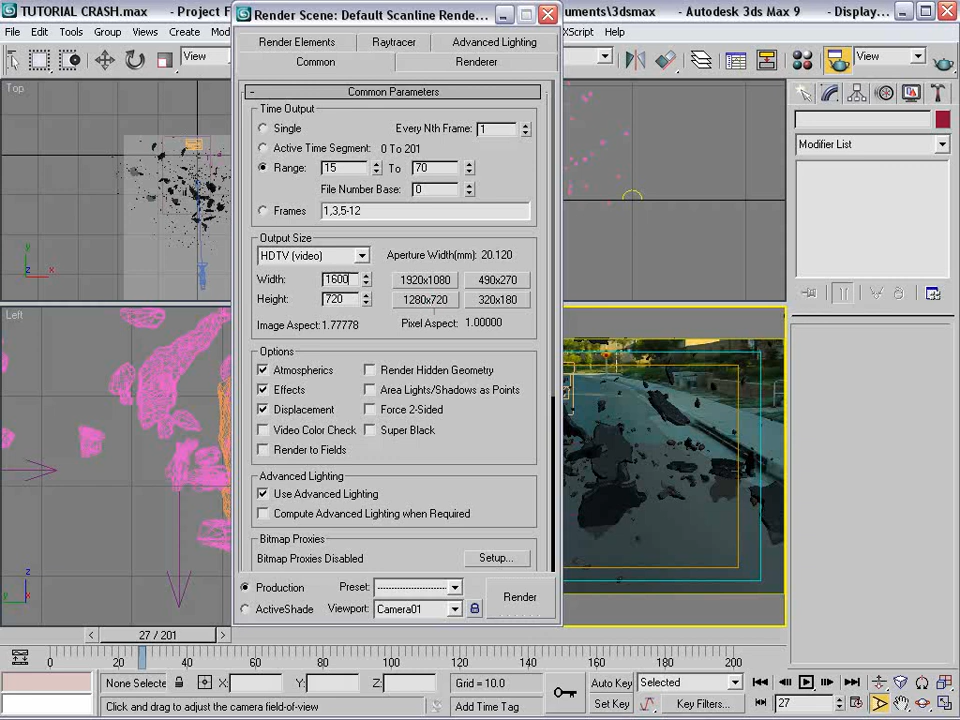 TUTORIAL CRASH.max - Project F
Render Scene: Default Scanline Rende...
uments\3dsmax - Autodesk 3ds Max 9 - Display...
File Edit Tools Group Views Create Mod
XScript Help
Render Elements Raytracer Advanced Lighting
Common Renderer
View
View
- Common Parameters
Top
Time Output
Single Every Nth Frame: 1
Active Time Segment: 0 To 201
Range: 15 To 70
File Number Base: 0
Frames 1,3,5-12
Modifier List
Output Size
HDTV (video) Aperture Width(mm): 20.120
Width: 1600 1920x1080 490x270
Height: 720 1280x720 320x180
Image Aspect: 1.77778 Pixel Aspect: 1.00000
y
z x
Left
Options
Atmospherics Render Hidden Geometry
Effects Area Lights/Shadows as Points
Displacement Force 2-Sided
Video Color Check Super Black
Render to Fields
Advanced Lighting
Use Advanced Lighting
Compute Advanced Lighting when Required
Bitmap Proxies
Bitmap Proxies Disabled Setup...
Production Preset: --------------------
ActiveShade Viewport: Camera01
Render
z
y x
< 27 / 201 >
0 20 40 60 80 100 120 140 160 180 200
None Selecte X: Y: Z: Grid = 10.0 Auto Key Selected
Click and drag to adjust the camera field-of-view Add Time Tag Set Key Key Filters... 27